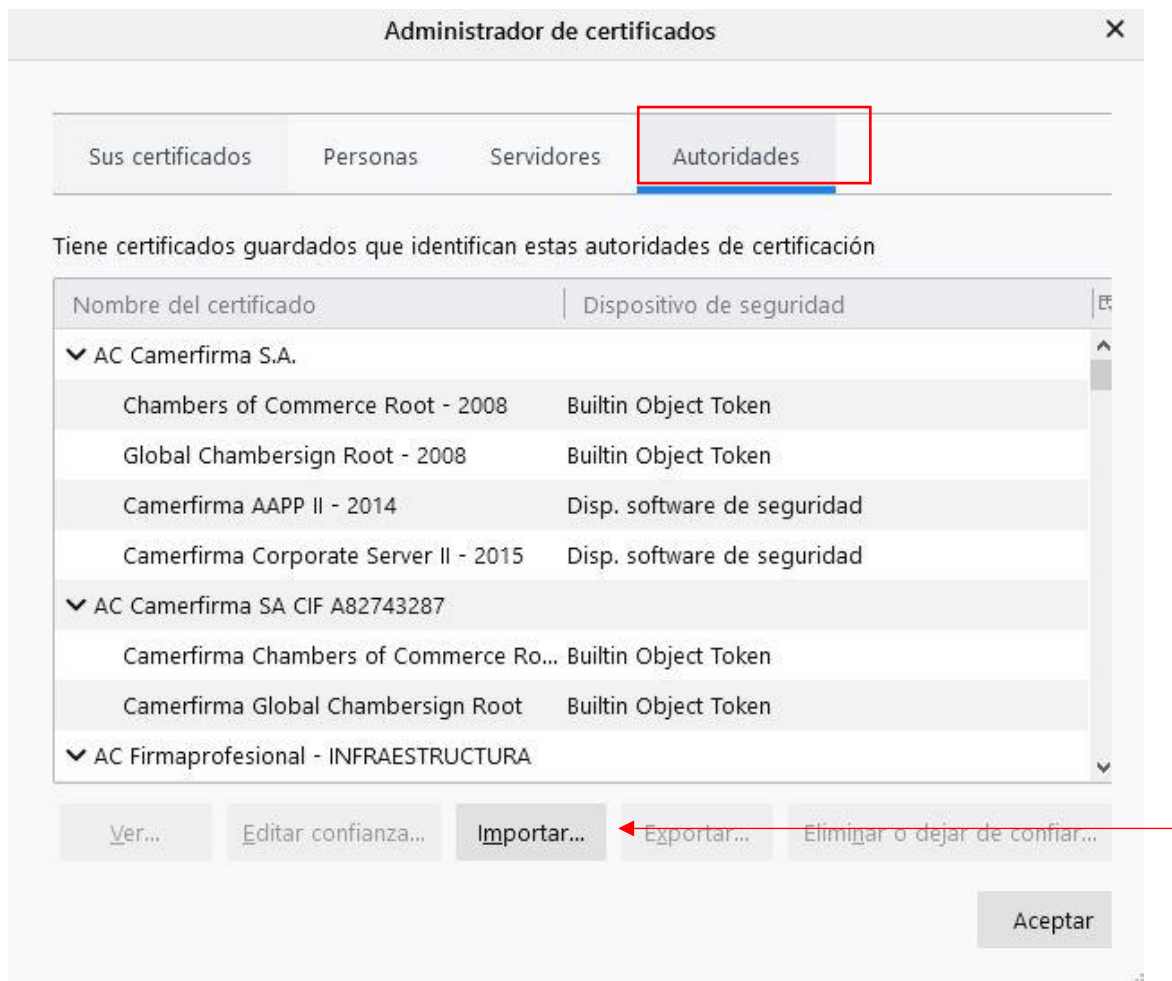 Administrador de certificados
Sus certificados Personas Servidores Autoridades
Tiene certificados guardados que identifican estas autoridades de certificación
Nombre del certificado Dispositivo de seguridad
AC Camerfirma S.A.
Chambers of Commerce Root - 2008 Builtin Object Token
Global Chambersign Root - 2008 Builtin Object Token
Camerfirma AAPP II - 2014 Disp. software de seguridad
Camerfirma Corporate Server II - 2015 Disp. software de seguridad
AC Camerfirma SA CIF A82743287
Camerfirma Chambers of Commerce Ro... Builtin Object Token
Camerfirma Global Chambersign Root Builtin Object Token
AC Firmaprofesional - INFRAESTRUCTURA
Ver... Editar confianza... Importar... Exportar... Eliminar o dejar de confiar...
Aceptar